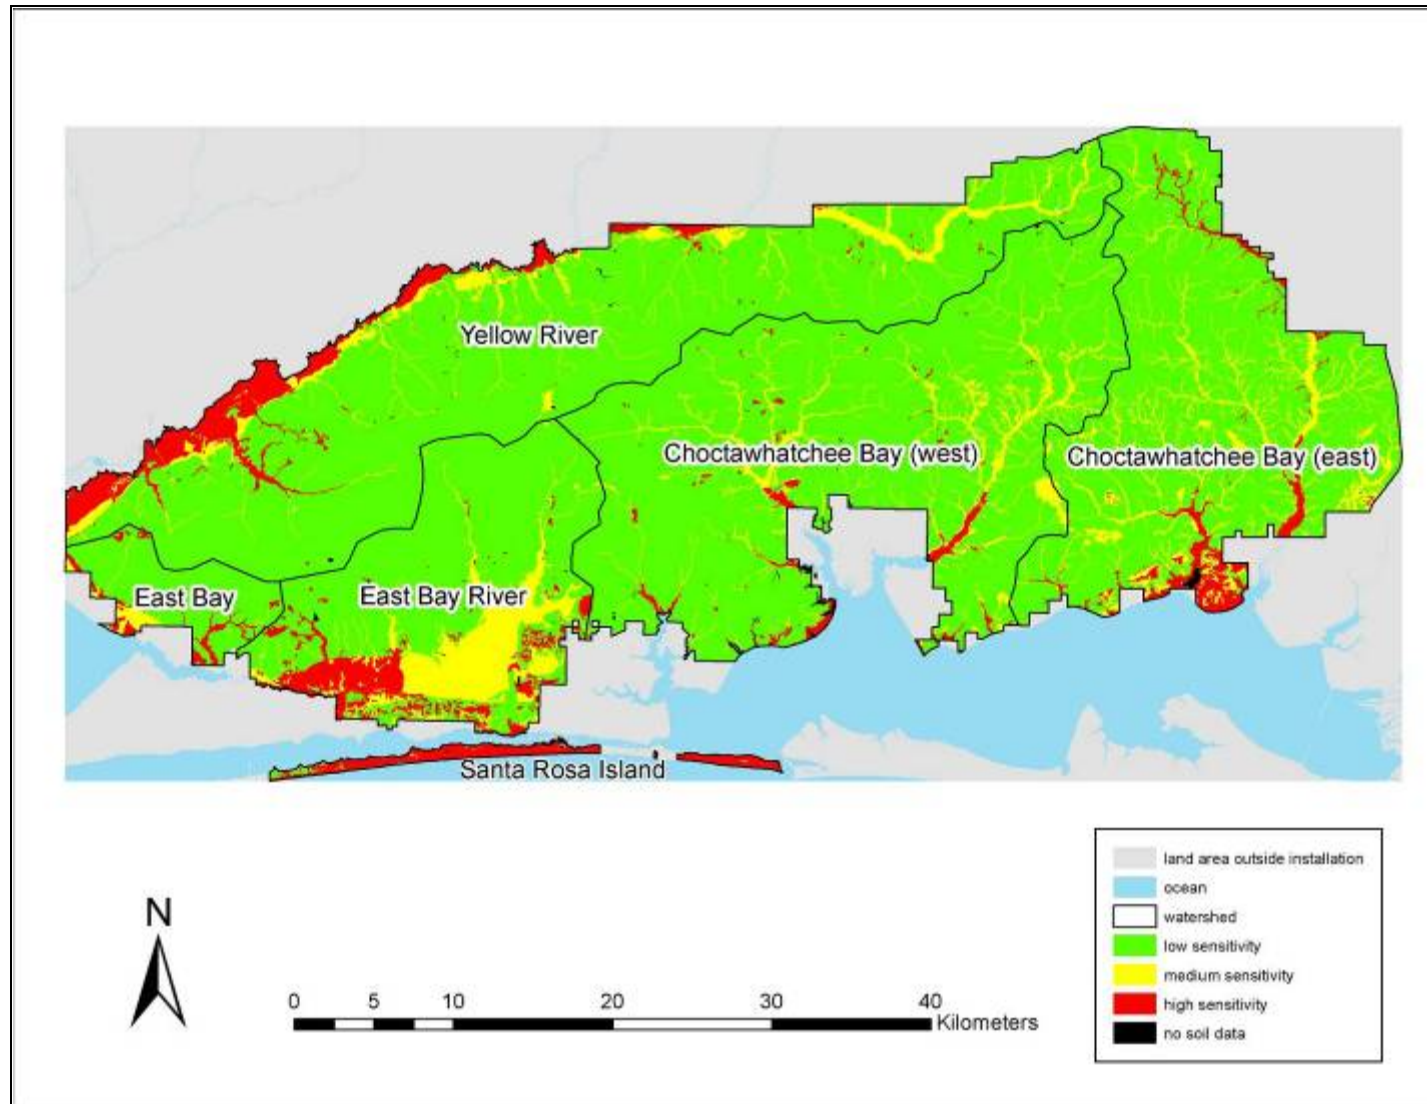 Yellow River
Choctawhatchee Bay (west)
Choctawhatchee Bay (east)
East Bay
East Bay River
Santa Rosa Island
land area outside installation
ocean
watershed
low sensitivity
medium sensitivity
high sensitivity
no soil data
N
0 5 10 20 30 40
Kilometers